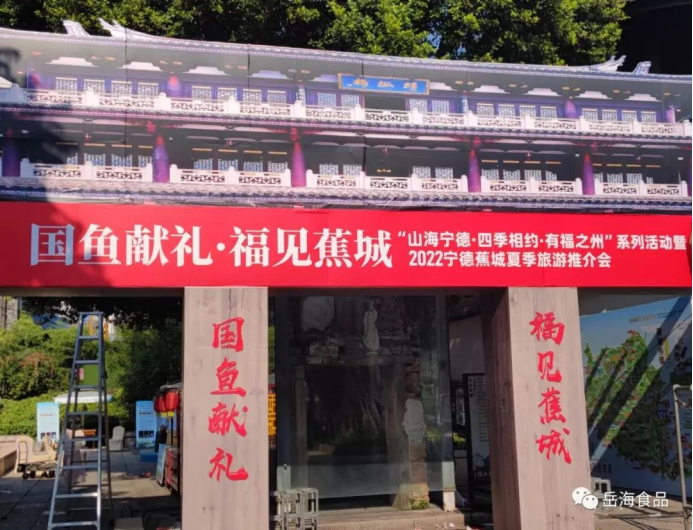 国鱼献礼·福见蕉城
“山海宁德·四季相约·有福之州”系列活动暨
2022宁德蕉城夏季旅游推介会
国鱼献礼
福见蕉城
岳海食品